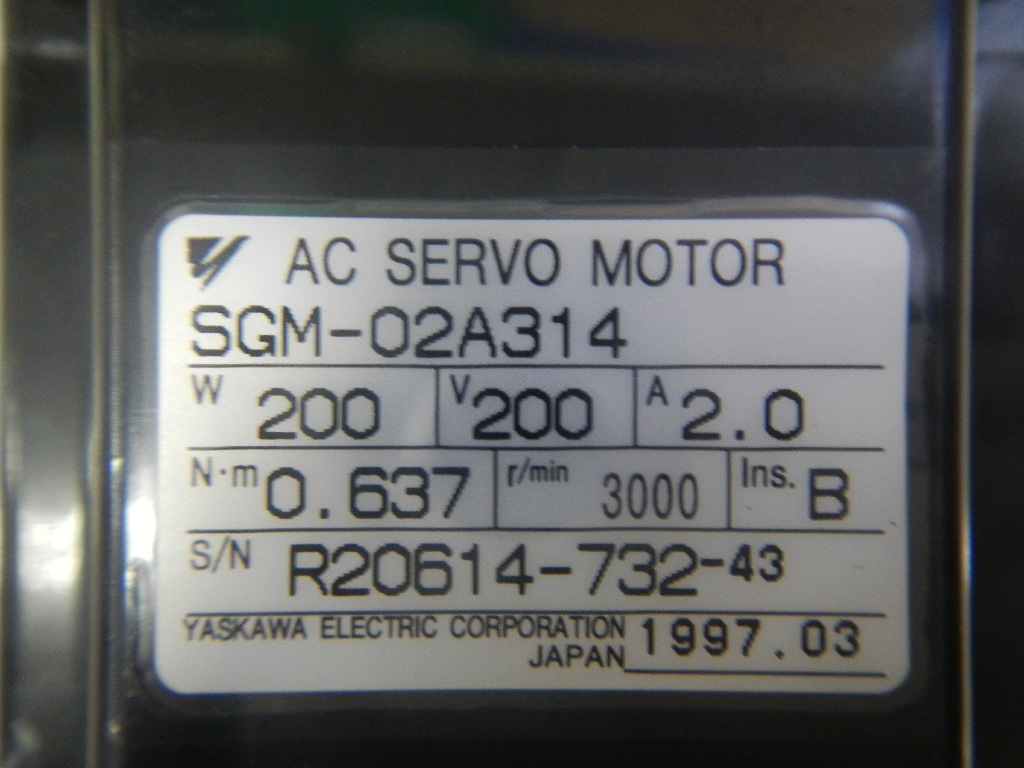 AC SERVO MOTOR
SGM-02A314
W 200 V 200 A 2.0
N·m 0.637 r/min 3000 Ins. B
S/N R20614-732-43
YASKAWA ELECTRIC CORPORATION 1997.03
JAPAN